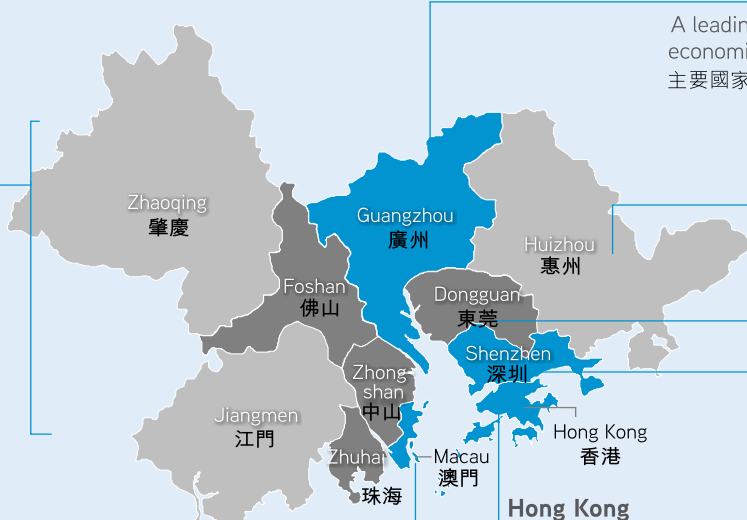 A leadin
economi
主要國家
Zhaoqing
肇慶
Guangzhou
廣州
Huizhou
惠州
Foshan
佛山
Dongguan
東莞
Shenzhen
深圳
Zhong
shan
中山
Jiangmen
江門
Zhuhai
珠海
Macau
澳門
Hong Kong
香港
Hong Kong